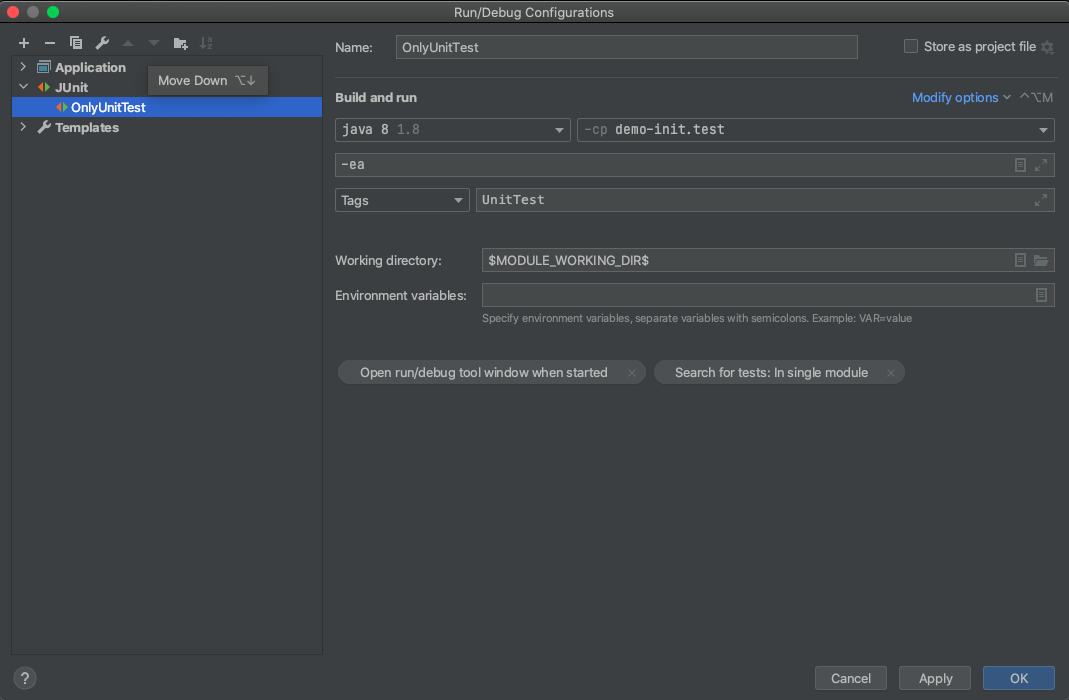 Run/Debug Configurations
Application
JUnit
OnlyUnitTest
Templates
Move Down ⌥↓
Name: OnlyUnitTest
Store as project file
Build and run
Modify options ⌃⌥M
java 8 1.8
-cp demo-init.test
-ea
Tags
UnitTest
Working directory: $MODULE_WORKING_DIR$
Environment variables:
Specify environment variables, separate variables with semicolons. Example: VAR=value
Open run/debug tool window when started ×
Search for tests: In single module ×
?
Cancel
Apply
OK